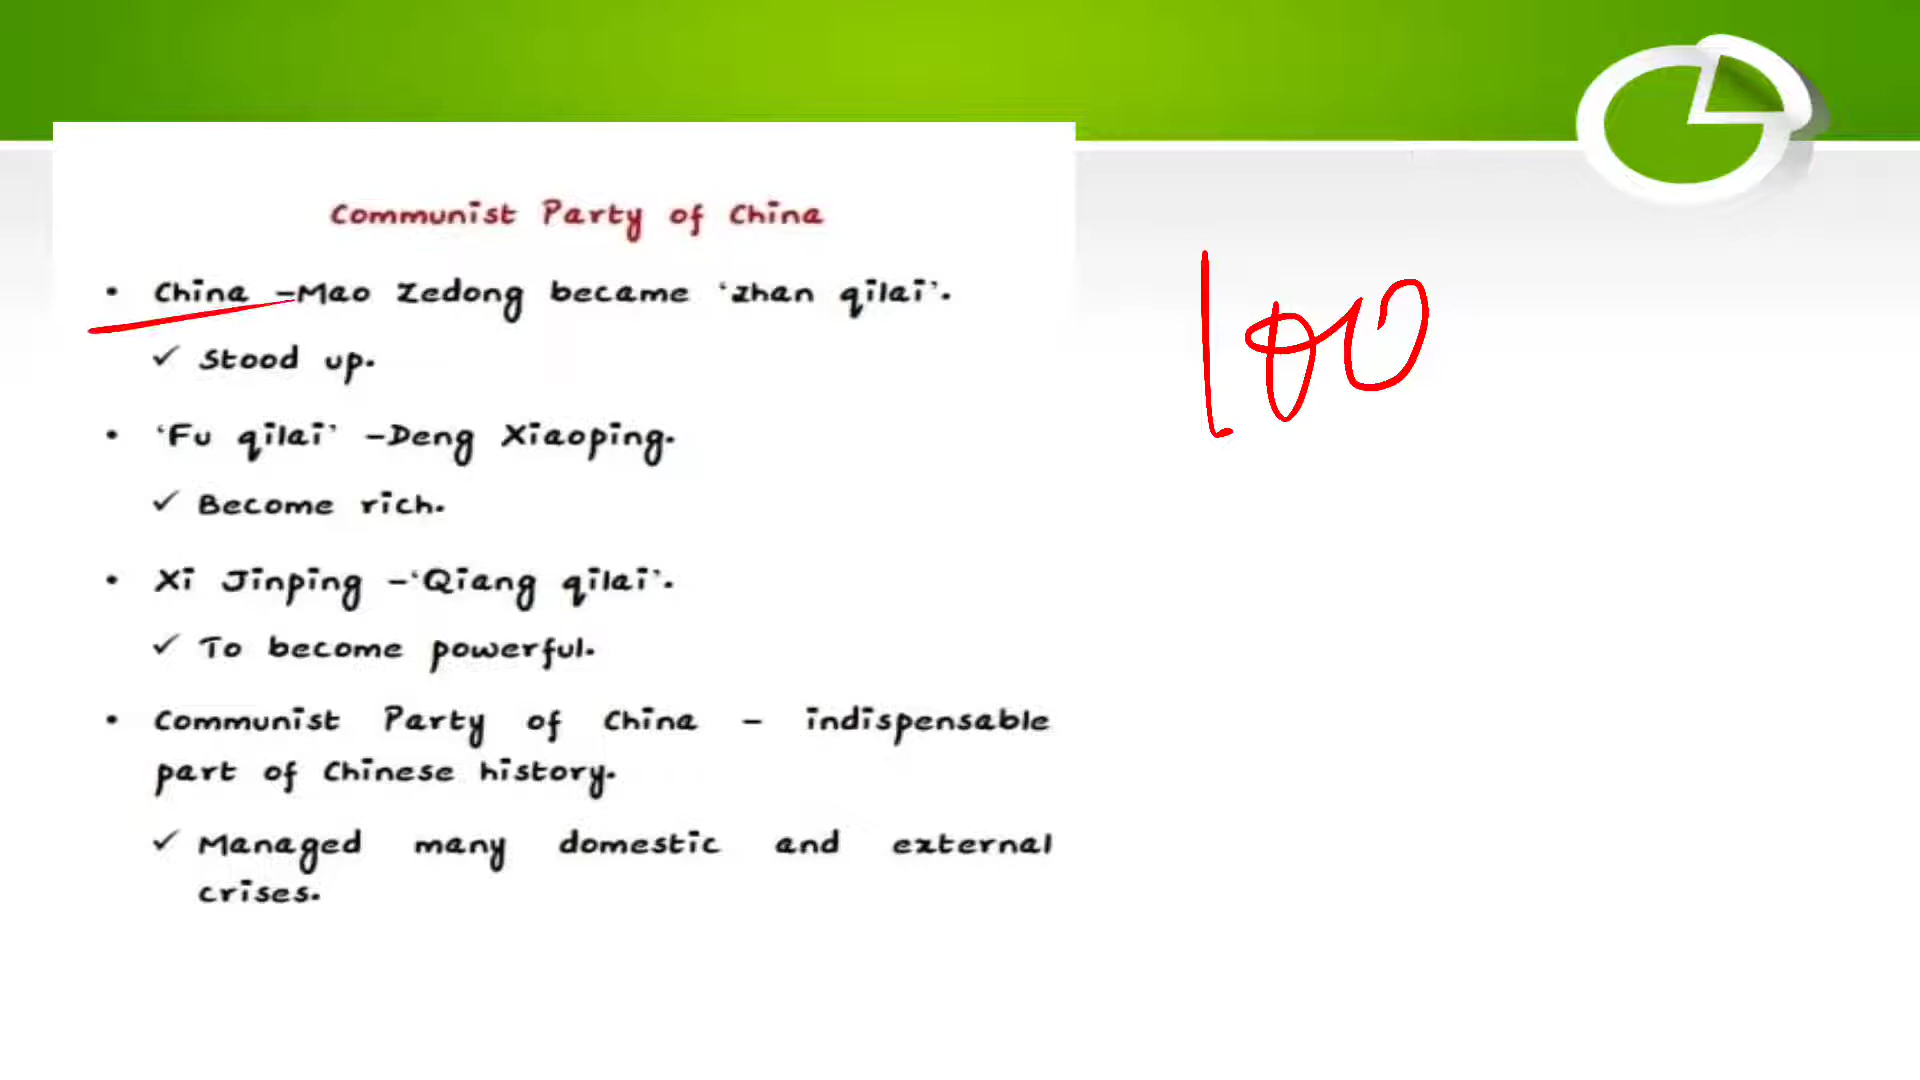 Communist Party of China
• China -Mao Zedong became 'zhan qilai'.
✓ Stood up.
• 'Fu qilai' -Deng Xiaoping.
✓ Become rich.
• Xi Jinping -'Qiang qilai'.
✓ To become powerful.
• Communist Party of China - indispensable
part of Chinese history.
✓ Managed many domestic and external
crises.
100